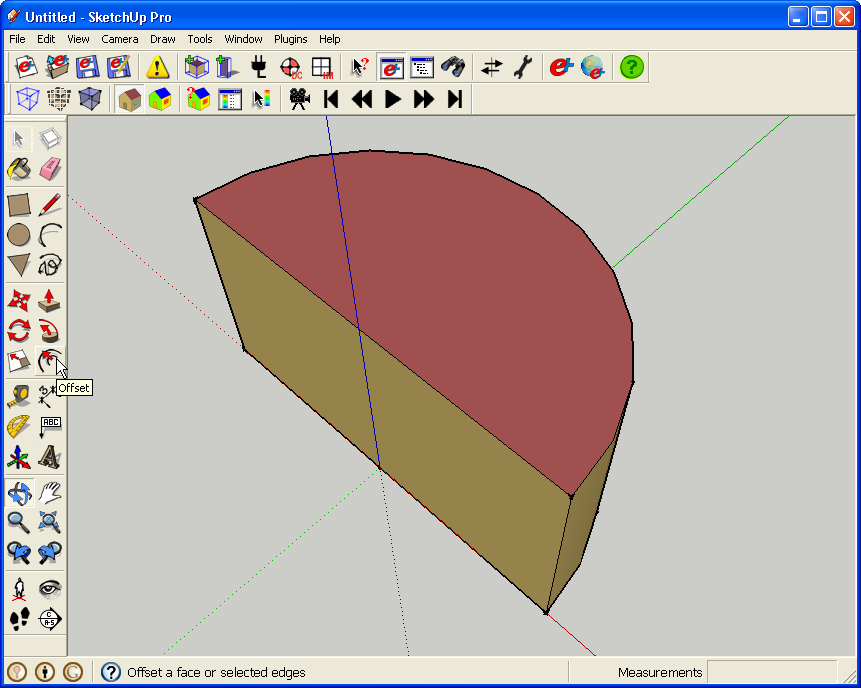 Untitled - SketchUp Pro
File Edit View Camera Draw Tools Window Plugins Help
Offset
ABC
Offset a face or selected edges
Measurements